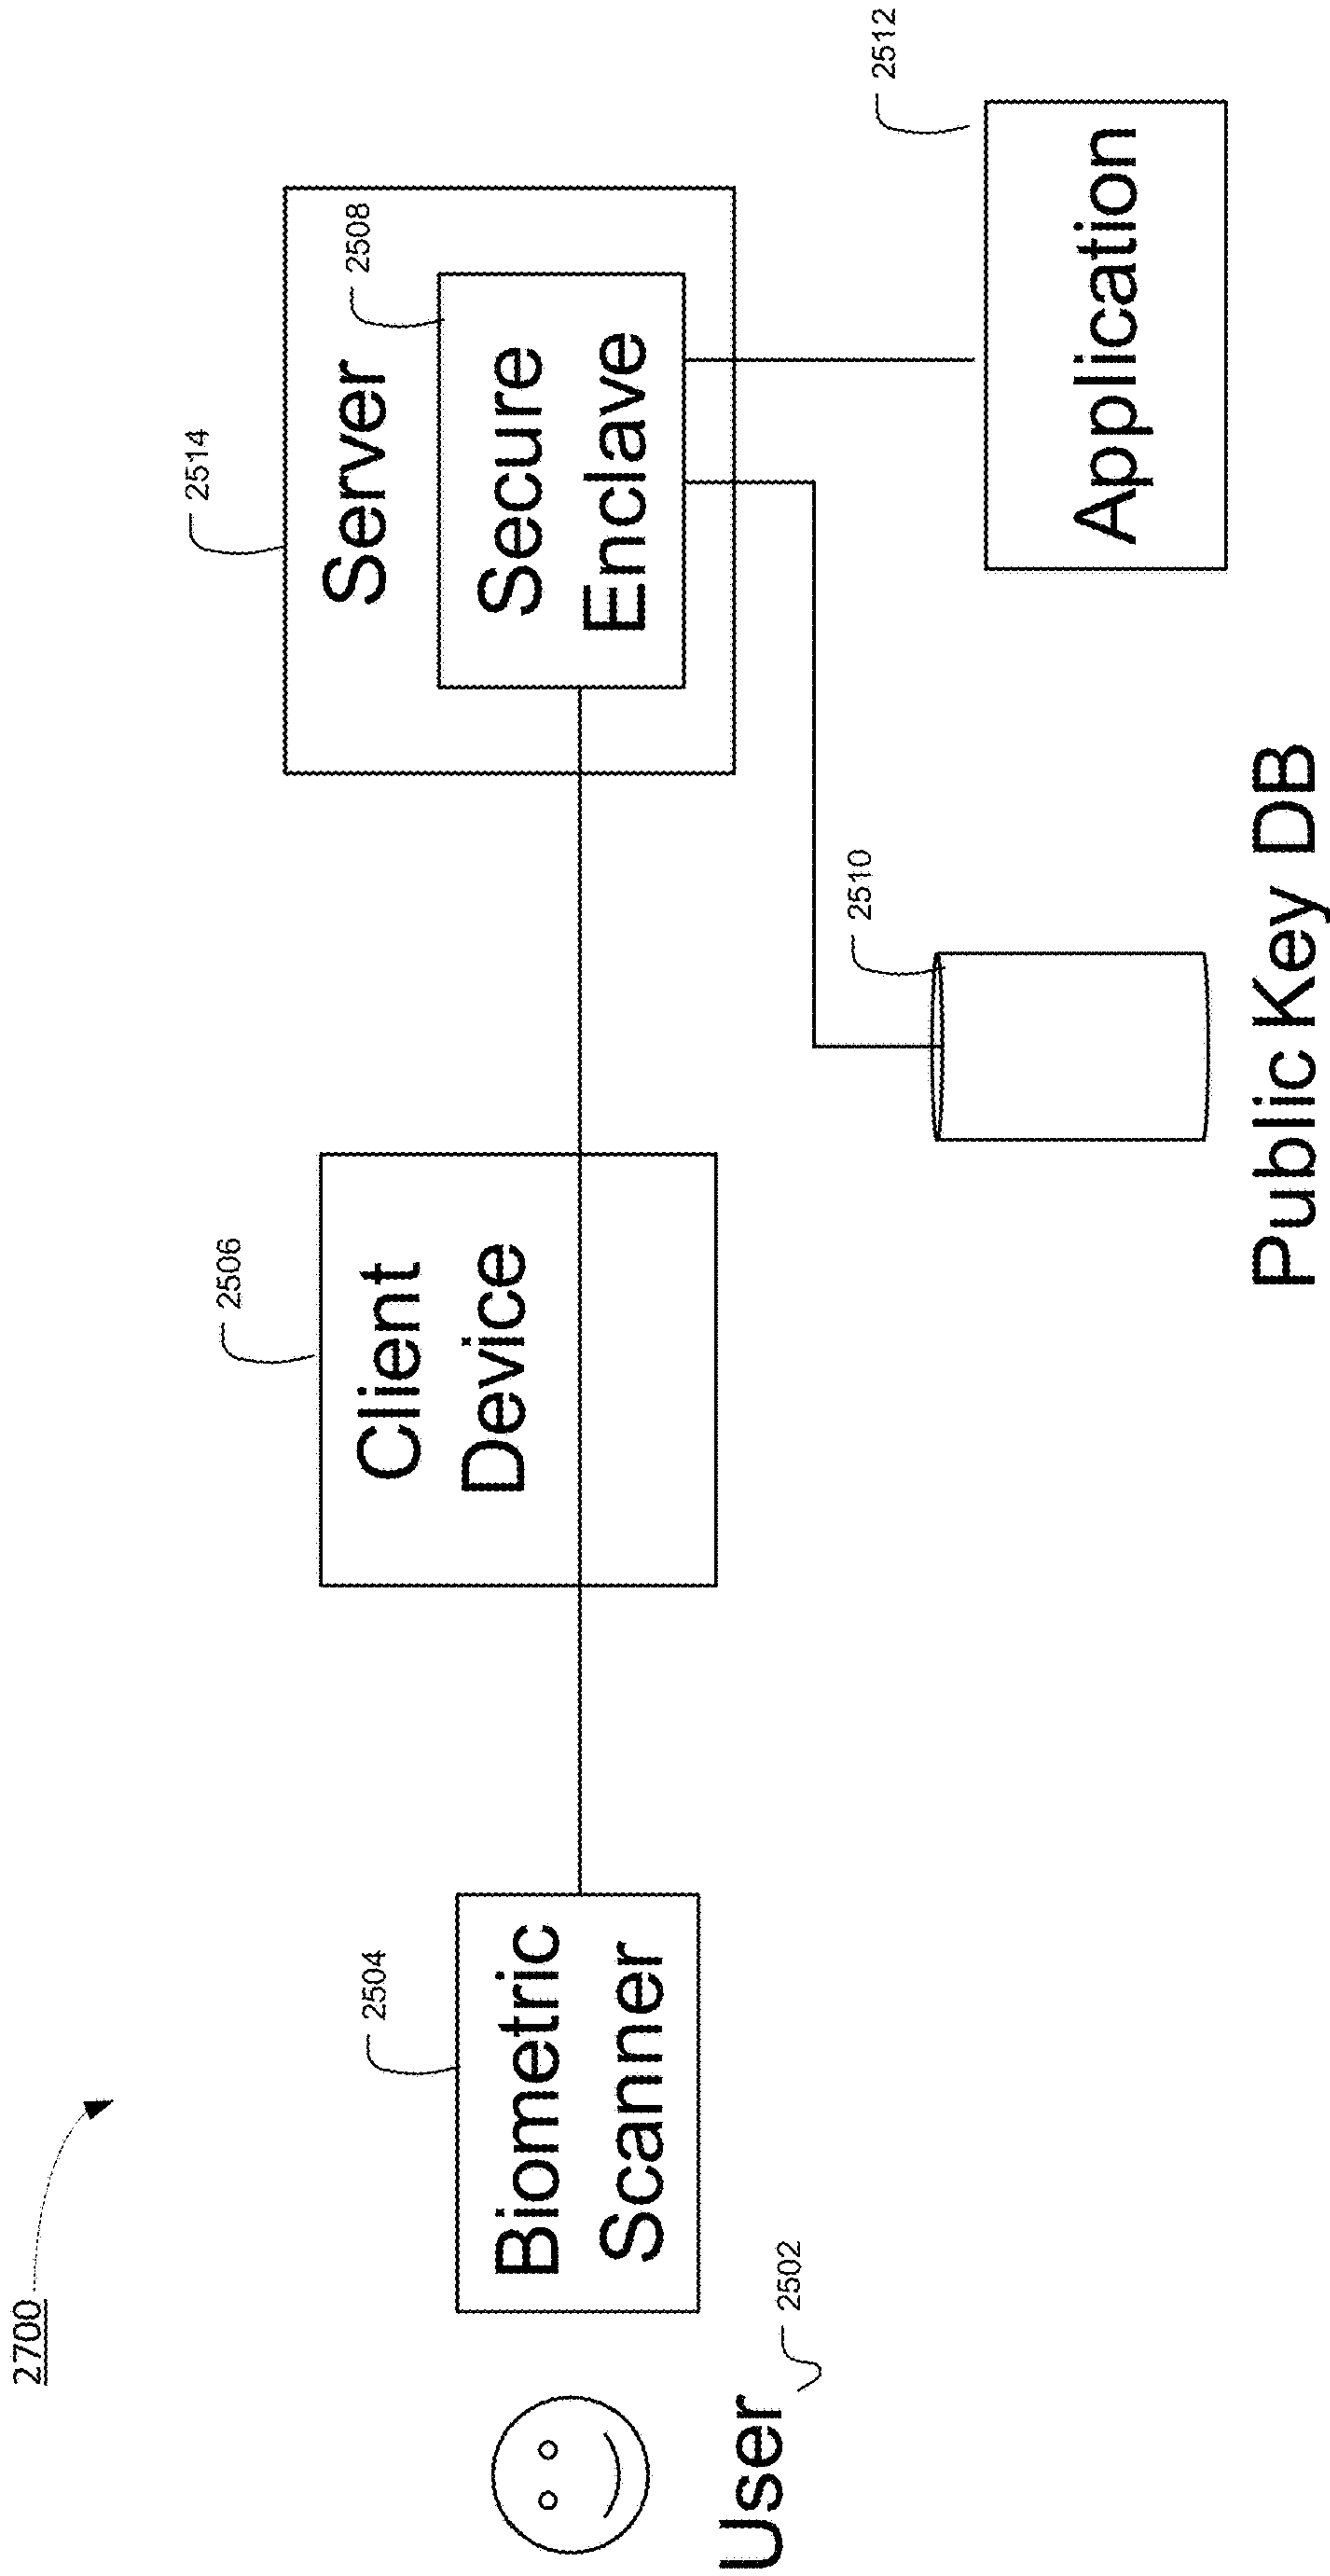 2700
2514
Server
2508
Secure
Enclave
2506
Client
Device
2504
Biometric
Scanner
User
2502
2510
Public Key DB
2512
Application